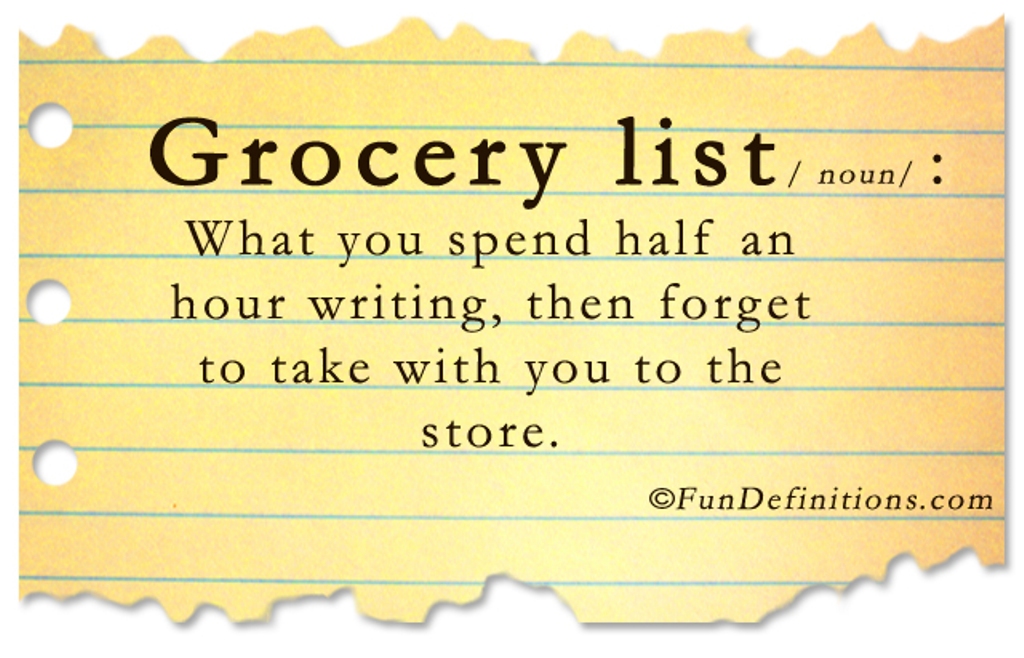 Grocery list / noun/ :
What you spend half an
hour writing, then forget
to take with you to the
store.
©FunDefinitions.com